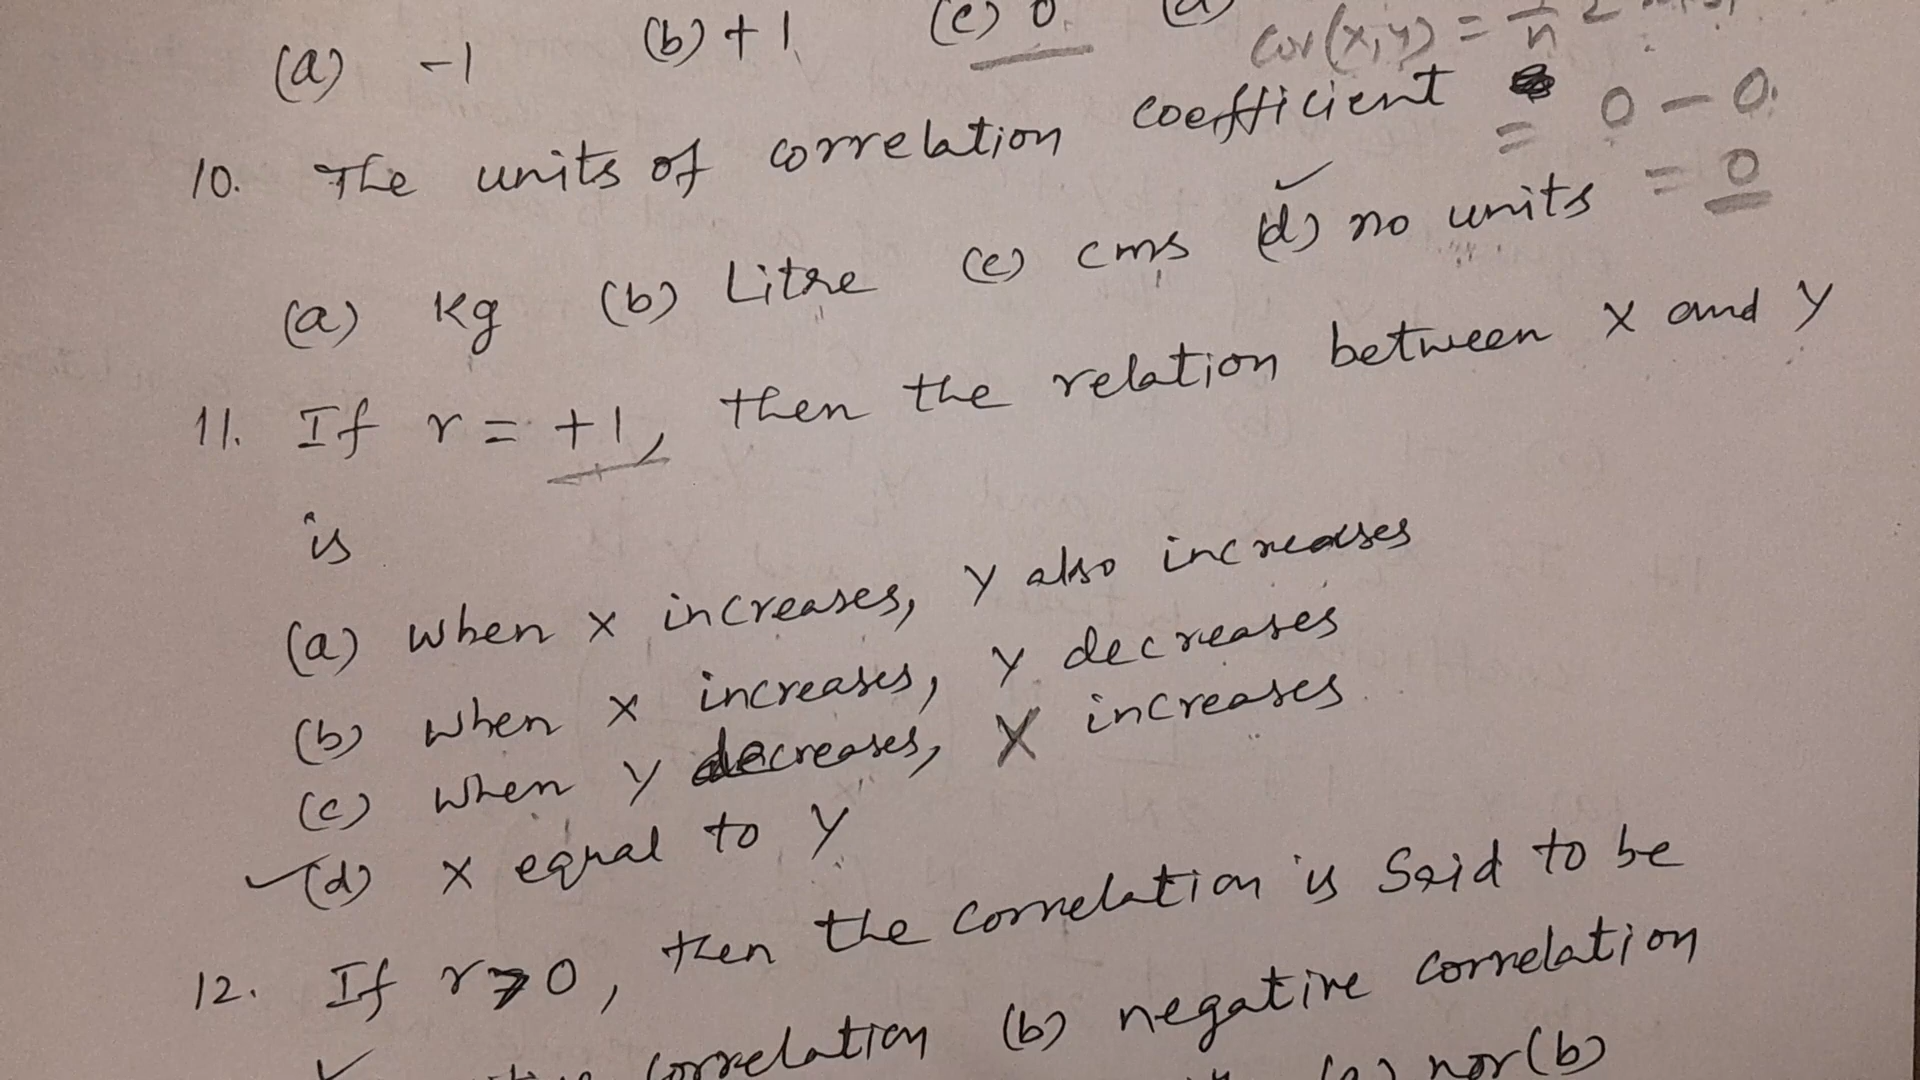 (a) -1 (b) +1 (c) 0
Cov(x,y) = 1/n Σ
10. The units of correlation coefficient
= 0 - 0.
(a) kg (b) Litre (c) cms (d) no units
= 0
11. If r = +1, then the relation between X and Y
is
(a) when X increases, Y also increases
(b) when X increases, Y decreases
(c) when Y decreases, X increases
(d) X equal to Y
12. If r>0, then the correlation is Said to be
correlation (b) negative correlation
nor (b)